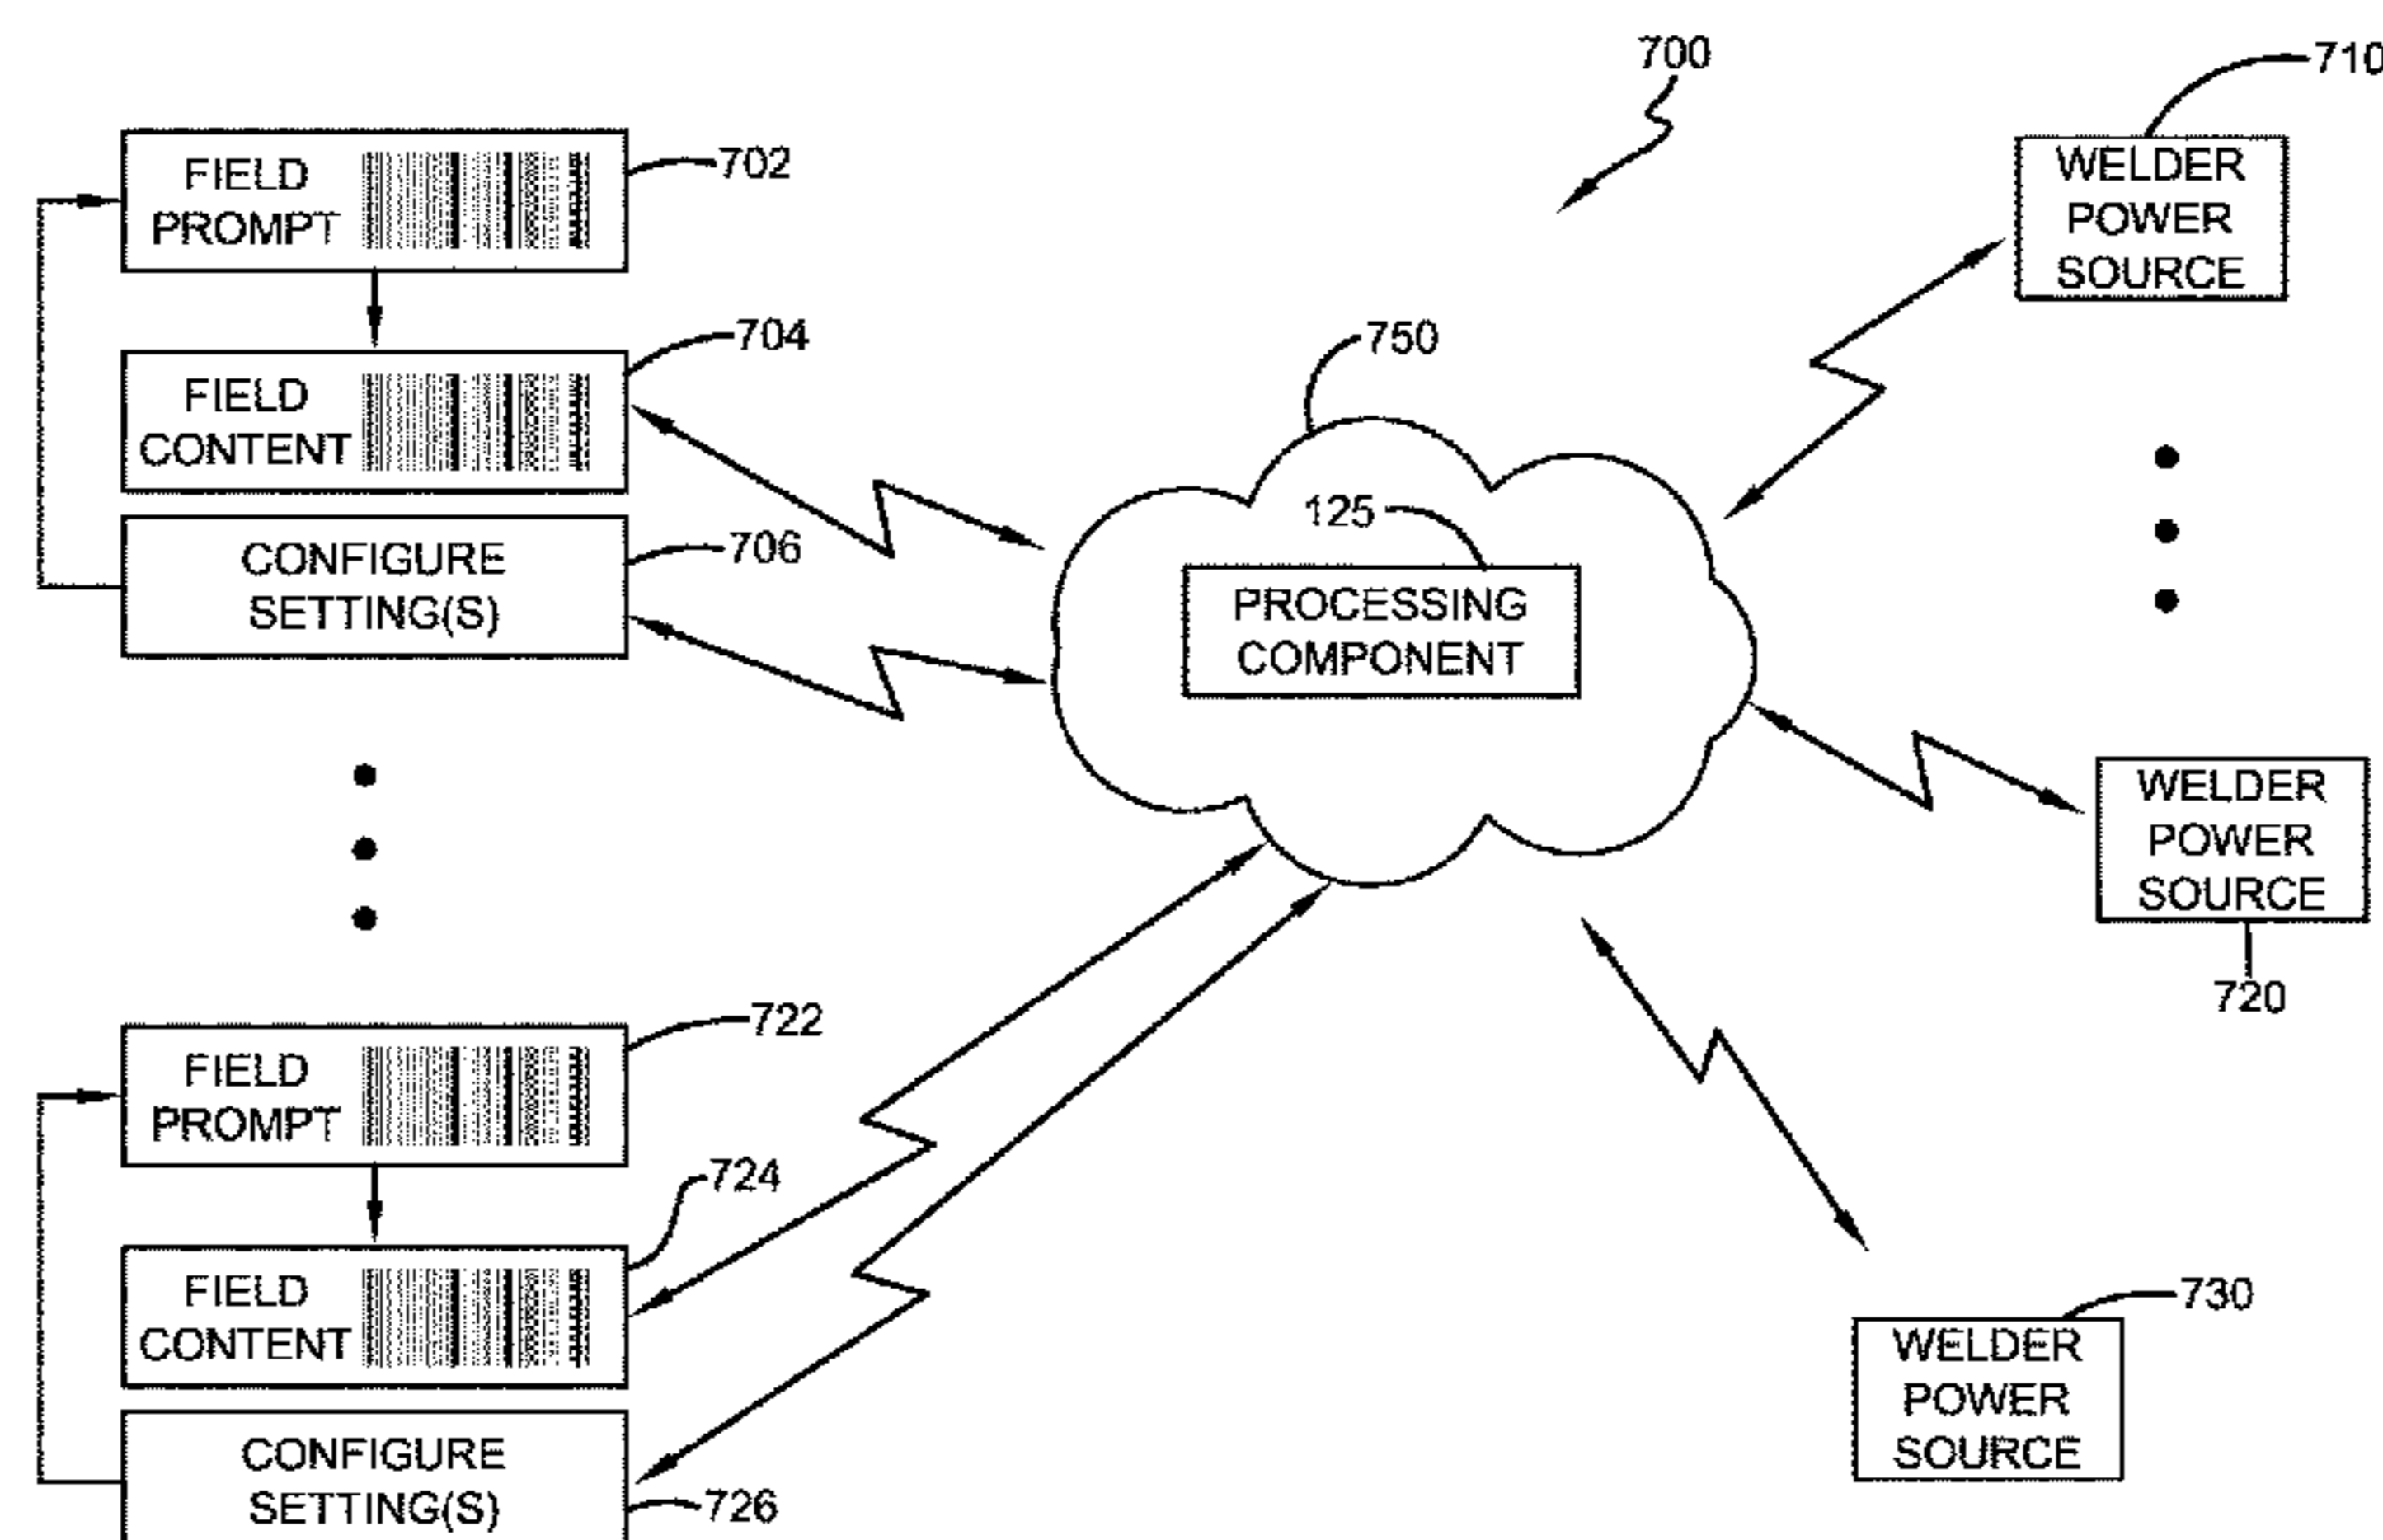 700
710
WELDER
POWER
SOURCE
FIELD
PROMPT
702
FIELD
CONTENT
704
CONFIGURE
SETTING(S)
706
750
125
PROCESSING
COMPONENT
WELDER
POWER
SOURCE
720
FIELD
PROMPT
722
FIELD
CONTENT
724
CONFIGURE
SETTING(S)
726
730
WELDER
POWER
SOURCE